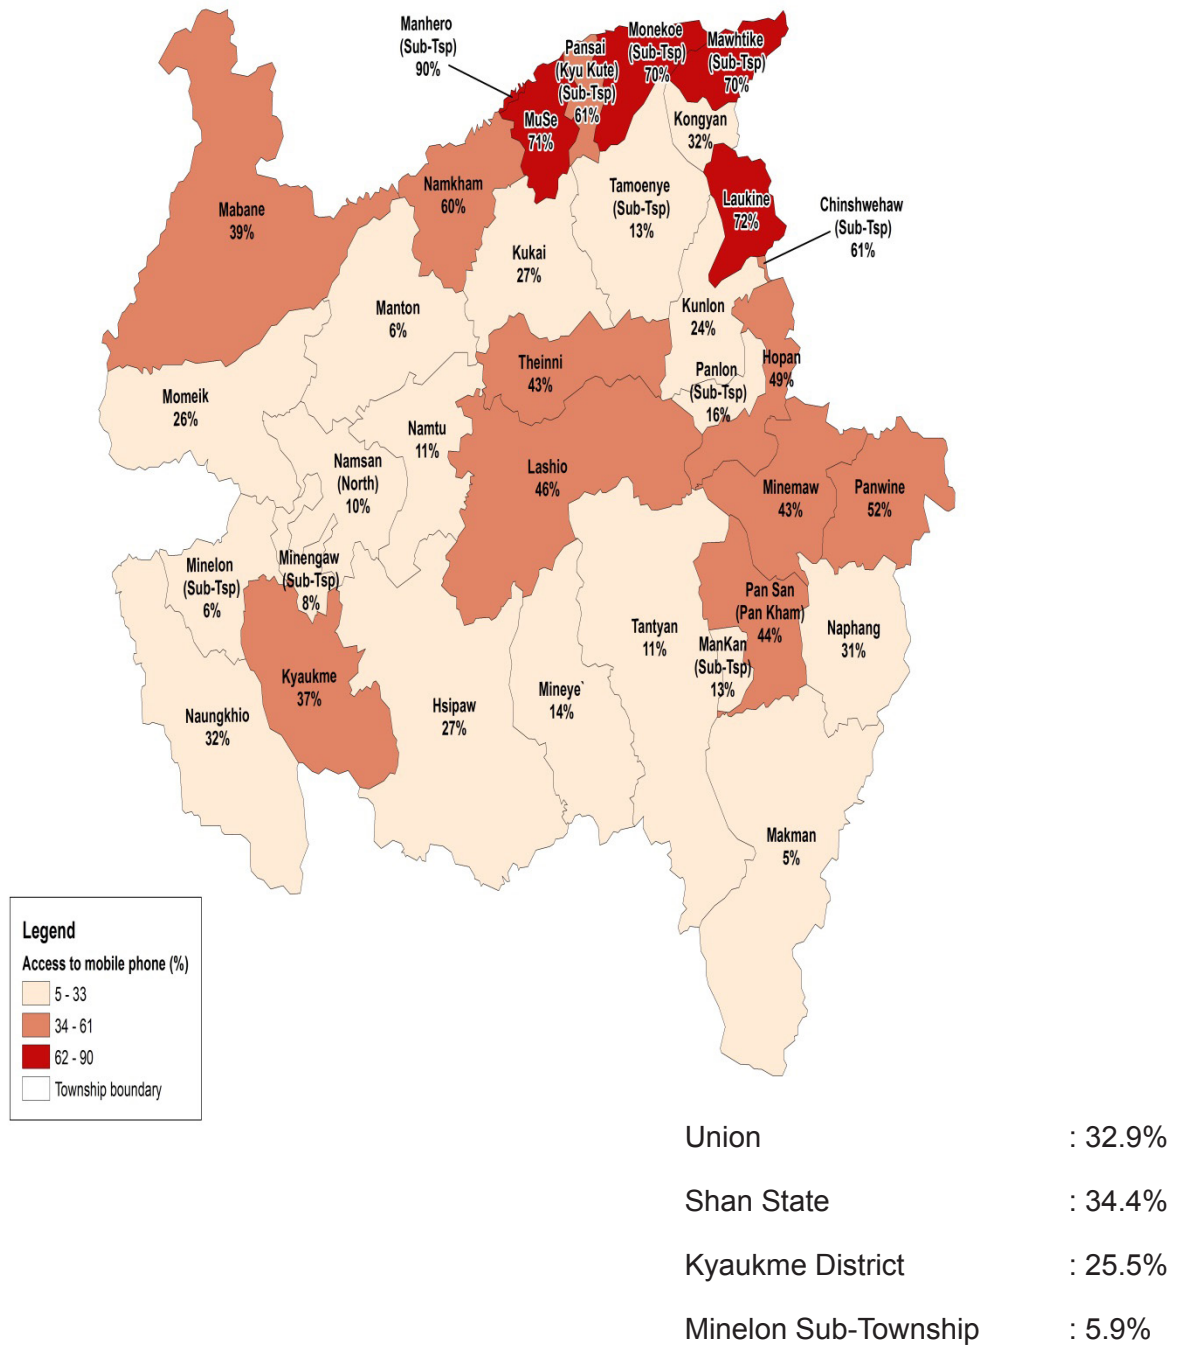 Manhero
(Sub-Tsp)
90%
Pansai
(Kyu Kute)
(Sub-Tsp)
61%
Monekoe
(Sub-Tsp)
70%
Mawhtike
(Sub-Tsp)
70%
MuSe
71%
Kongyan
32%
Namkham
60%
Tamoenye
(Sub-Tsp)
13%
Laukine
72%
Chinshwehaw
(Sub-Tsp)
61%
Mabane
39%
Kukai
27%
Manton
6%
Kunlon
24%
Theinni
43%
Panlon
(Sub-Tsp)
16%
Hopan
49%
Momeik
26%
Namtu
11%
Namsan
(North)
10%
Lashio
46%
Minemaw
43%
Panwine
52%
Minelon
(Sub-Tsp)
6%
Minengaw
(Sub-Tsp)
8%
Pan San
(Pan Kham)
44%
Naphang
31%
Tantyan
11%
ManKan
(Sub-Tsp)
13%
Kyaukme
37%
Mineye`
14%
Hsipaw
27%
Naungkhio
32%
Makman
5%
Legend
Access to mobile phone (%)
5 - 33
34 - 61
62 - 90
Township boundary
Union : 32.9%
Shan State : 34.4%
Kyaukme District : 25.5%
Minelon Sub-Township : 5.9%